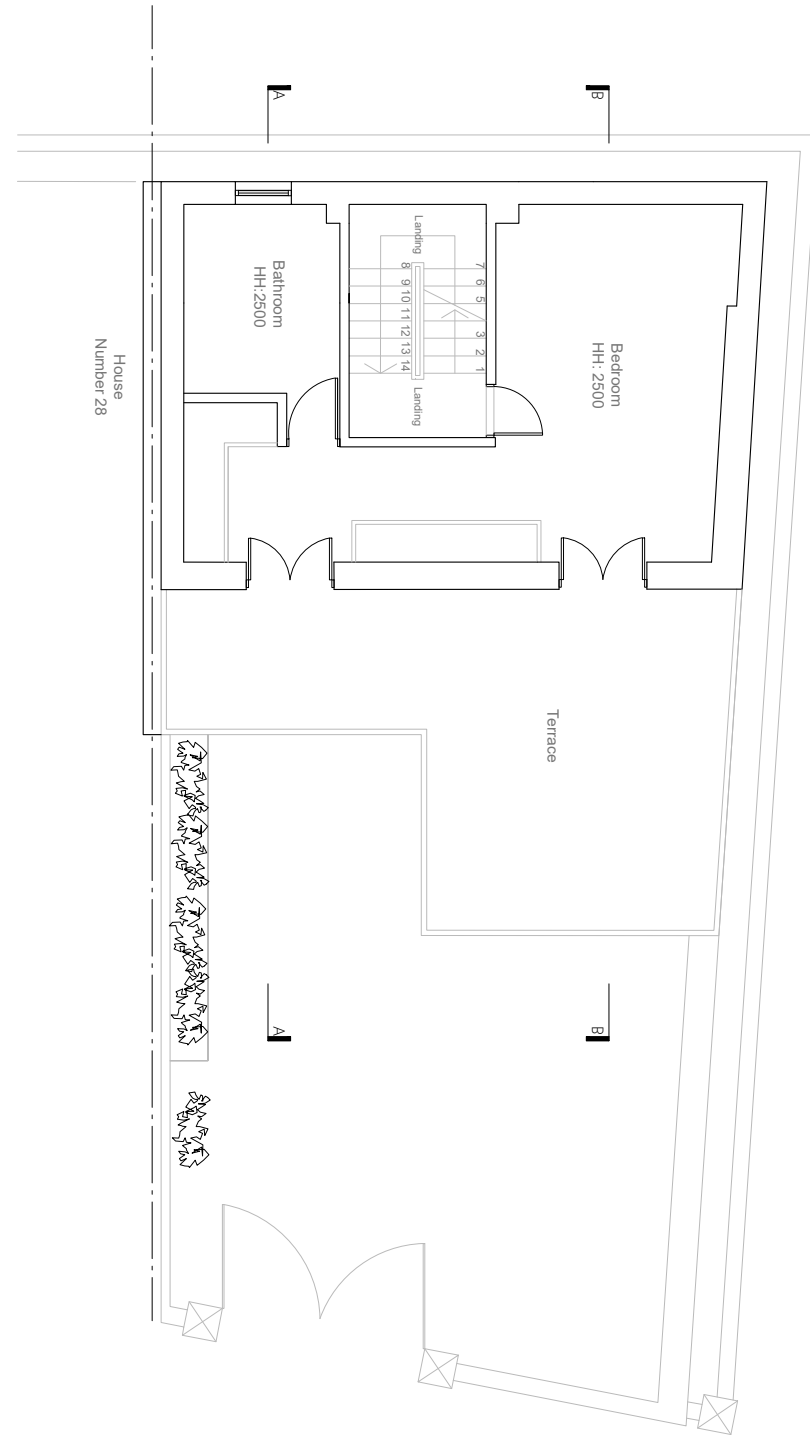 A
B
Landing
7
6
5
3
2
1
8
9
10
11
12
13
14
Landing
Bathroom
HH:2500
Bedroom
HH: 2500
House
Number 28
Terrace
A
B